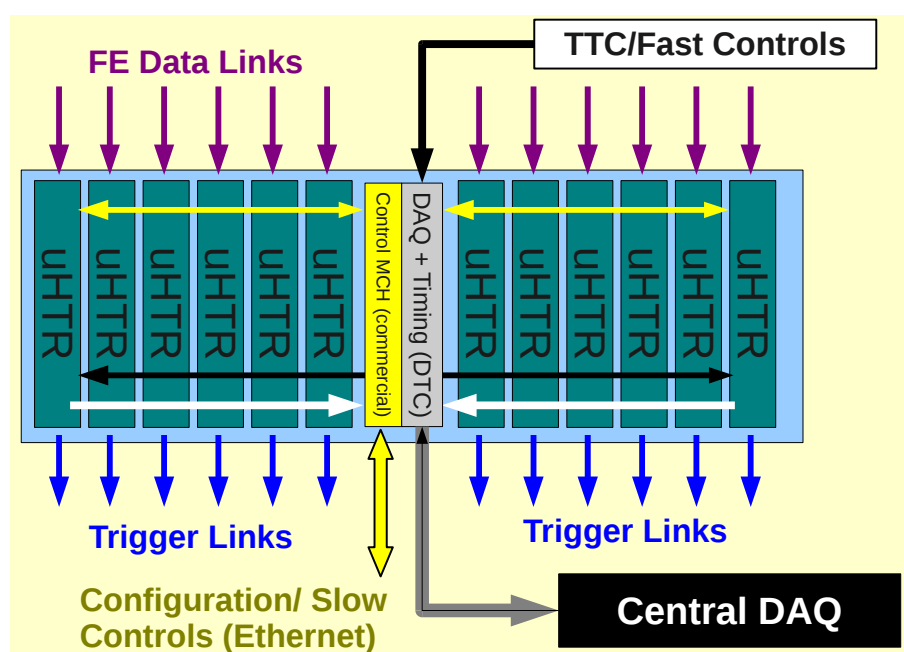 TTC/Fast Controls
FE Data Links
uHTR
uHTR
uHTR
uHTR
uHTR
uHTR
Control MCH (commercial)
DAQ + Timing (DTC)
uHTR
uHTR
uHTR
uHTR
uHTR
uHTR
Trigger Links
Trigger Links
Configuration/ Slow
Controls (Ethernet)
Central DAQ